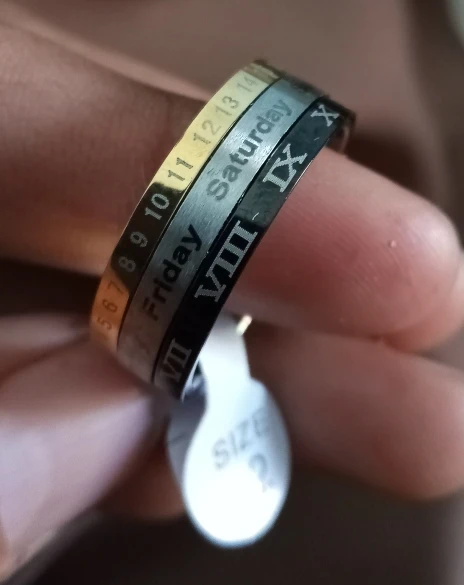 5 6 7 8 9 10 11 12 13 14
Friday Saturday
VII VIII IX X
SIZE